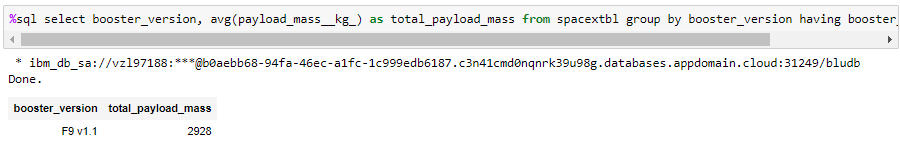 %sql select booster_version, avg(payload_mass__kg_) as total_payload_mass from spacextbl group by booster_version having booster_
* ibm_db_sa://vzl97188:***@b0aebb68-94fa-46ec-a1fc-1c999edb6187.c3n41cmd0nqnrk39u98g.databases.appdomain.cloud:31249/bludb
Done.
booster_version total_payload_mass
F9 v1.1 2928